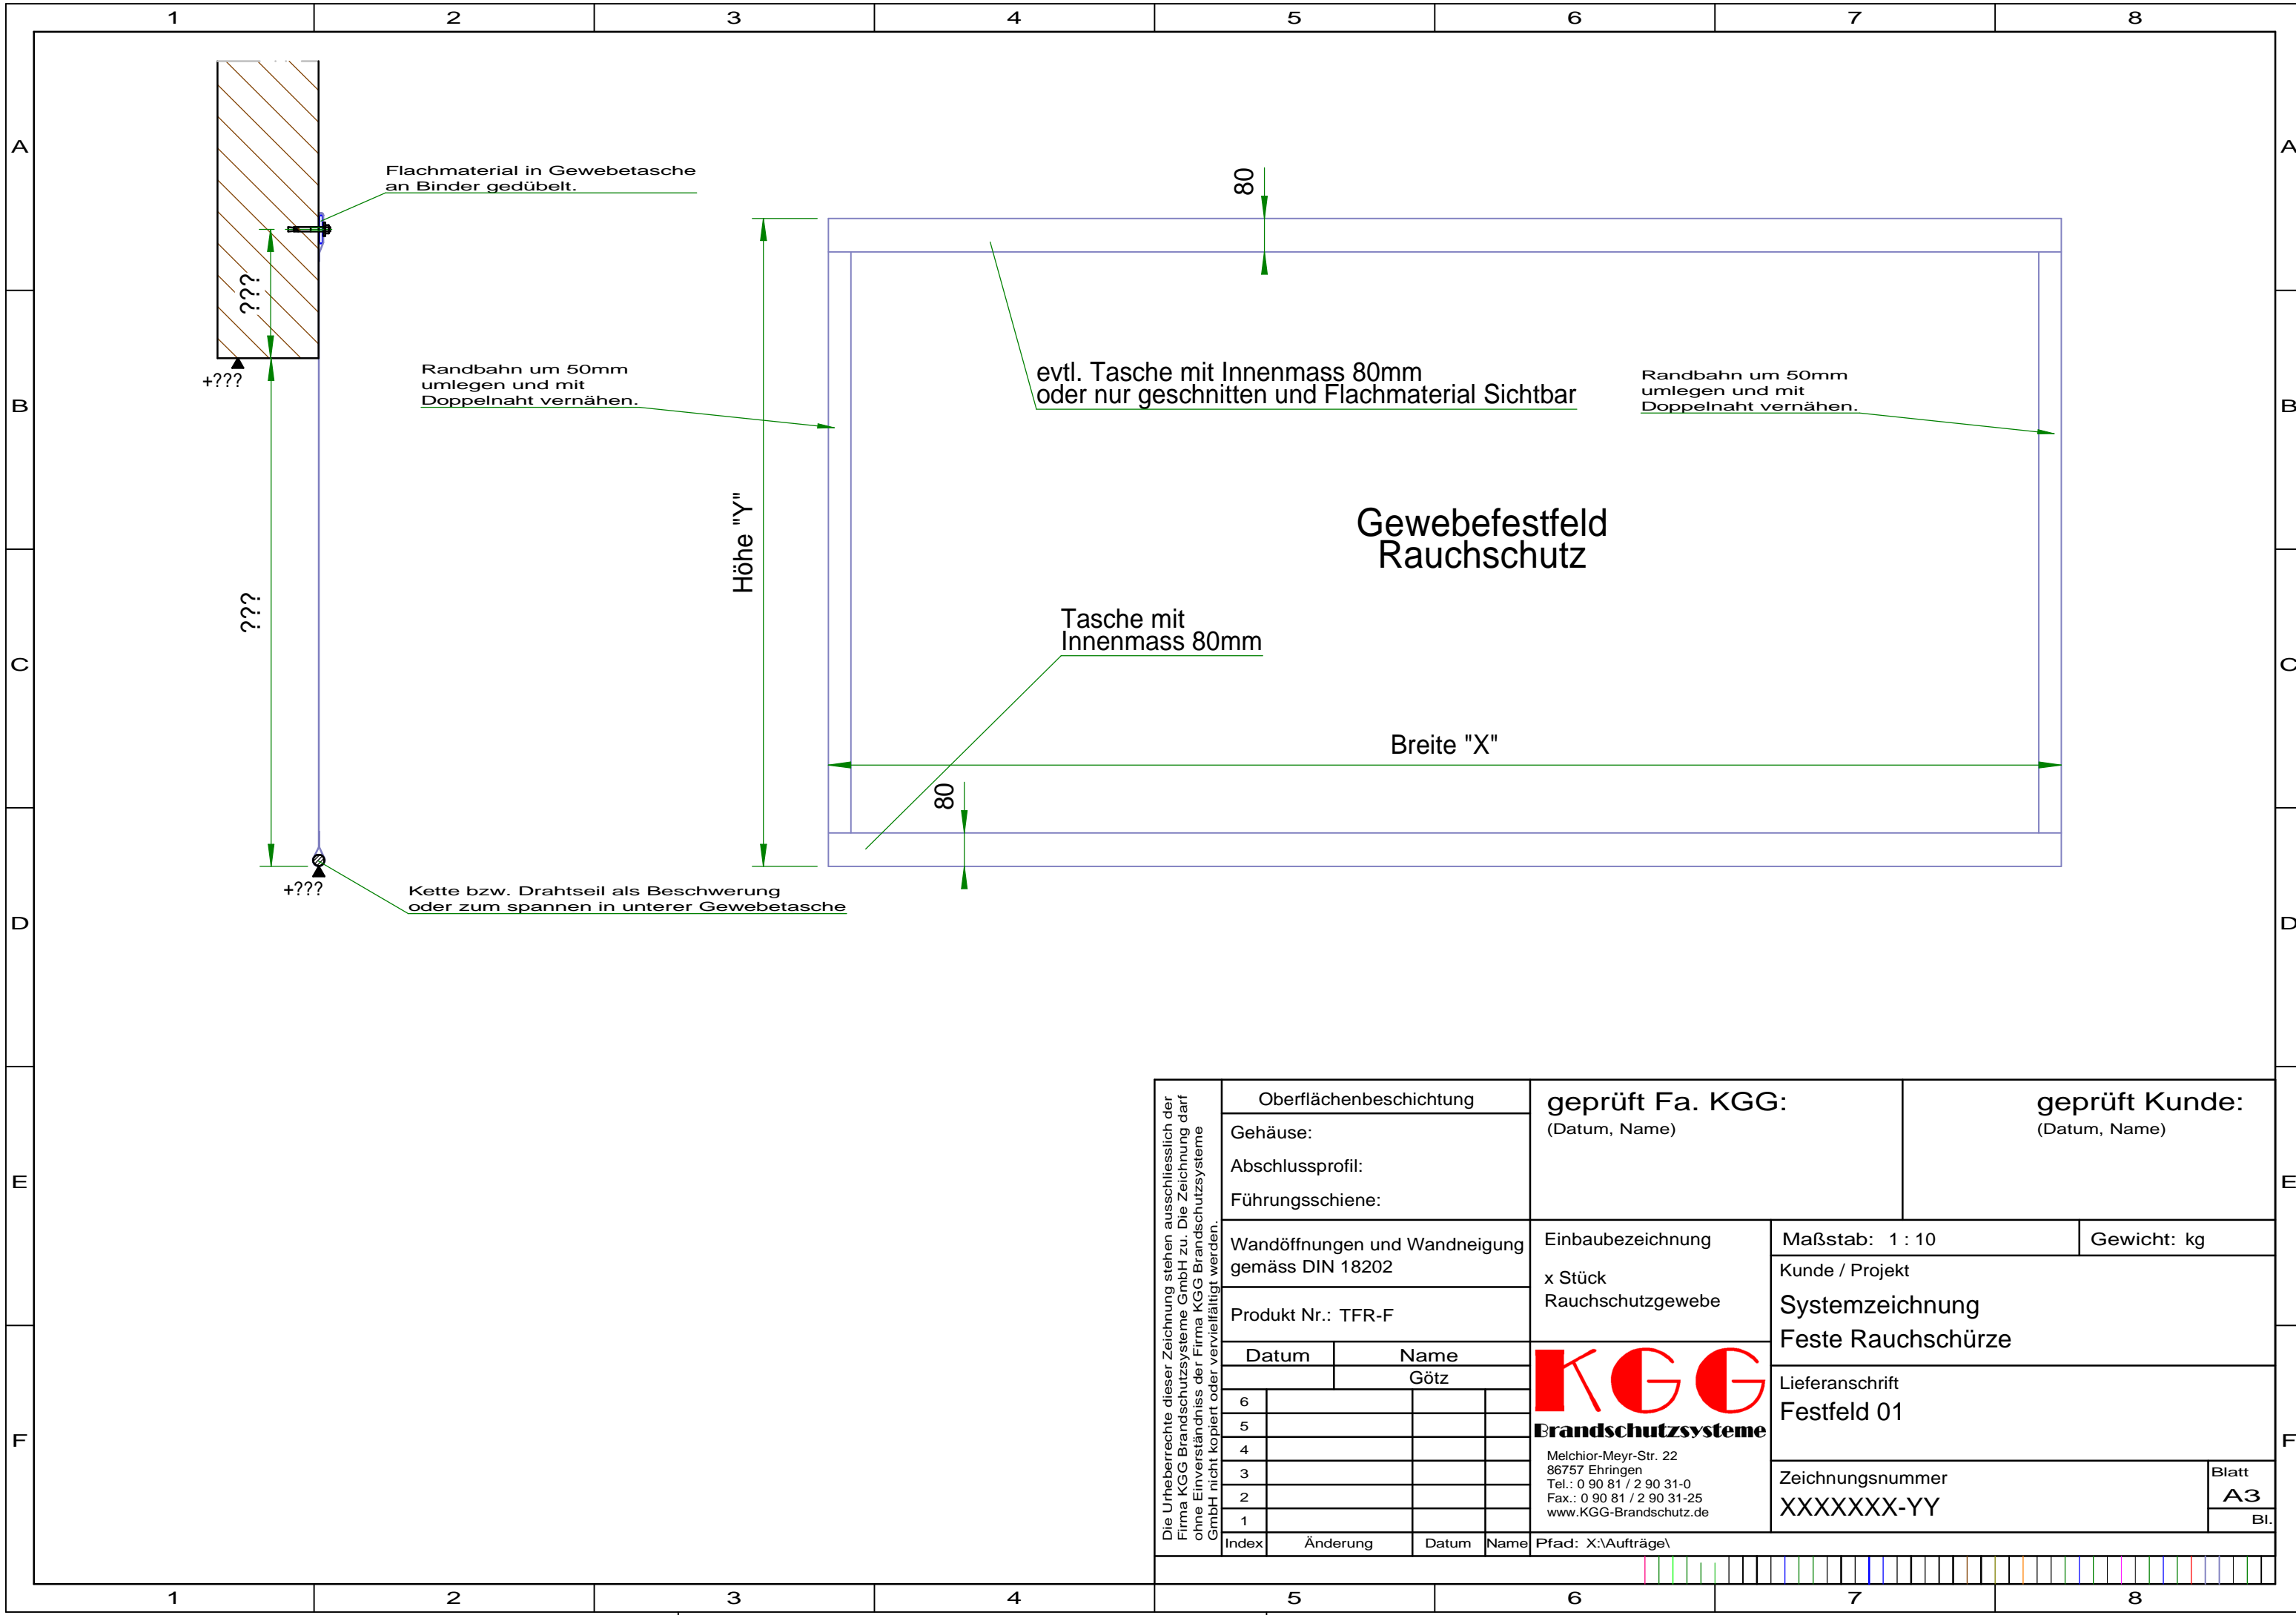 1 2 3 4 5 6 7 8
A A
B B
C C
D D
E E
F F
Flachmaterial in Gewebetasche
an Binder gedübelt.
???
+???
???
+???
Randbahn um 50mm
umlegen und mit
Doppelnaht vernähen.
Kette bzw. Drahtseil als Beschwerung
oder zum spannen in unterer Gewebetasche
Höhe "Y"
80
evtl. Tasche mit Innenmass 80mm
oder nur geschnitten und Flachmaterial Sichtbar
Randbahn um 50mm
umlegen und mit
Doppelnaht vernähen.
Gewebefestfeld
Rauchschutz
Tasche mit
Innenmass 80mm
Breite "X"
80
Die Urheberrechte dieser Zeichnung stehen ausschliesslich der
Firma KGG Brandschutzsysteme GmbH zu. Die Zeichnung darf
ohne Einverständniss der Firma KGG Brandschutzsysteme
GmbH nicht kopiert oder vervielfältigt werden.
Oberflächenbeschichtung
Gehäuse:
Abschlussprofil:
Führungsschiene:
Wandöffnungen und Wandneigung
gemäss DIN 18202
Produkt Nr.: TFR-F
Datum Name
Götz
6
5
4
3
2
1
Index Änderung Datum Name
geprüft Fa. KGG:
(Datum, Name)
geprüft Kunde:
(Datum, Name)
Einbaubezeichnung
x Stück
Rauchschutzgewebe
Maßstab: 1 : 10
Gewicht: kg
Kunde / Projekt
Systemzeichnung
Feste Rauchschürze
KGG
Brandschutzsysteme
Melchior-Meyr-Str. 22
86757 Ehringen
Tel.: 0 90 81 / 2 90 31-0
Fax.: 0 90 81 / 2 90 31-25
www.KGG-Brandschutz.de
Lieferanschrift
Festfeld 01
Zeichnungsnummer
XXXXXXX-YY
Blatt
A3
Bl.
Pfad: X:\Aufträge\
1 2 3 4 5 6 7 8